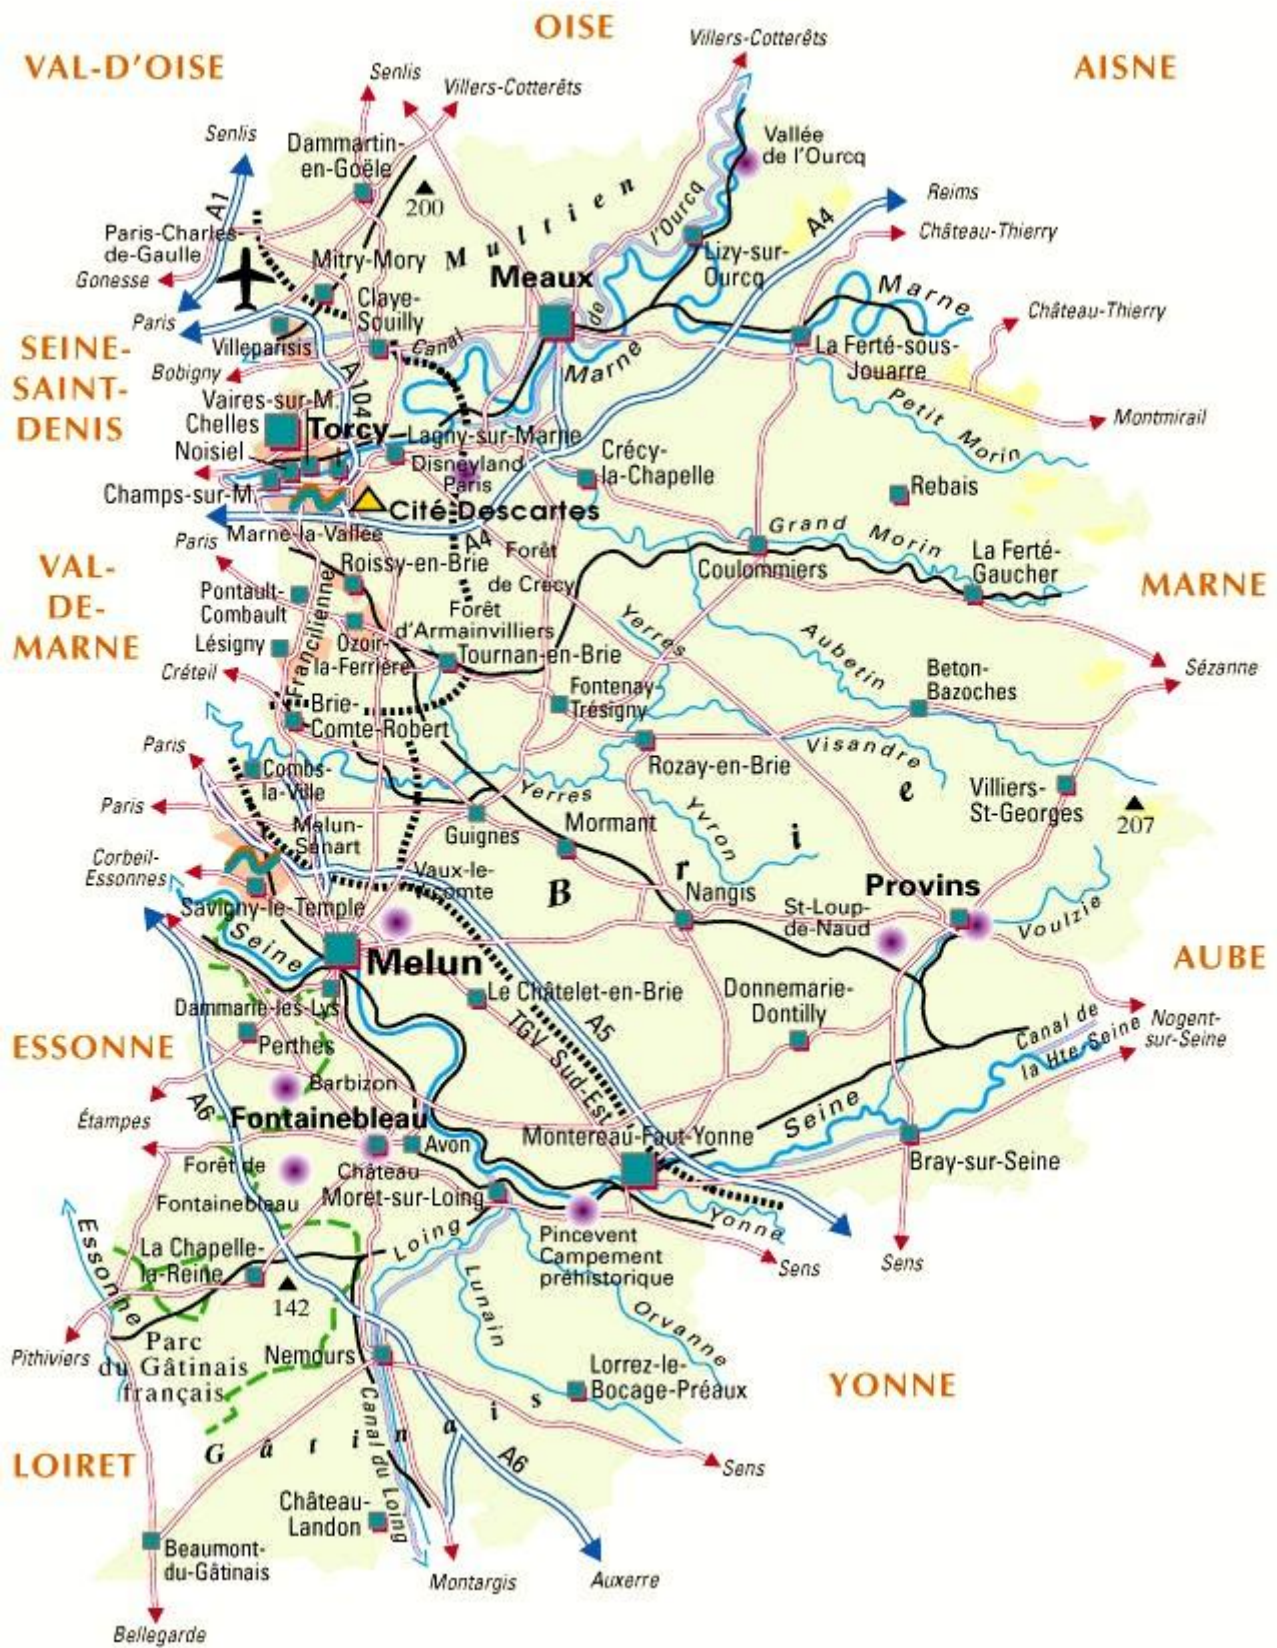 OISE
Villers-Cotterêts
VAL-D'OISE
AISNE
Senlis
Villers-Cotterêts
Senlis
Dammartin-
en-Goële
Vallée
de l'Ourcq
200
Multien
l'Ourcq
Reims
A1
A4
Paris-Charles-
de-Gaulle
Château-Thierry
Gonesse
Mitry-Mory
Lizy-sur-
Ourcq
Meaux
Marne
Claye-
Souilly
de
Château-Thierry
Paris
SEINE-
SAINT-
DENIS
Villeparisis
Canal
La Ferté-sous-
Jouarre
Bobigny
Marne
A 104
Vaires-sur-M.
Petit Morin
Montmirail
Chelles
Torcy
Lagny-sur-Marne
Noisiel
Disneyland
Paris
Crécy-
la-Chapelle
Rebais
Champs-sur-M.
Cité-Descartes
Marne-la-Vallée
Grand Morin
Paris
A4
Forêt
de Crécy
La Ferté-
Gaucher
VAL-
DE-
MARNE
Roissy-en-Brie
Coulommiers
MARNE
Pontault-
Combault
Forêt
d'Armainvilliers
Yerres
Lésigny
Francilienne
Ozoir-
la-Ferrière
Tournan-en-Brie
Aubetin
Créteil
Beton-
Bazoches
Sézanne
Fontenay-
Trésigny
Brie-
Comte-Robert
Paris
Visandre
Rozay-en-Brie
Combs-
la-Ville
Yerres
Villiers-
St-Georges
Paris
Yvron
207
Melun-
Sénart
Guignes
Mormant
Corbeil-
Essonnes
Vaux-le-
comte
Brie
Provins
Nangis
Savigny-le-Temple
St-Loup-
de-Naud
Voulzie
Seine
Melun
AUBE
Dammarie-les-Lys
Le Châtelet-en-Brie
Donnemarie-
Dontilly
Canal de
la Hte-Seine
Nogent-
sur-Seine
ESSONNE
Perthes
TGV Sud-Est
A5
Barbizon
Étampes
A6
Fontainebleau
Seine
Avon
Montereau-Faut-Yonne
Bray-sur-Seine
Forêt de
Fontainebleau
Château
Moret-sur-Loing
Yonne
Essonne
La Chapelle-
la-Reine
Loing
Pincevent
Campement
préhistorique
Sens
Sens
142
Lunain
Orvanne
Pithiviers
Parc
du Gâtinais
français
Nemours
Lorrez-le-
Bocage-Préaux
YONNE
Canal du Loing
Gâtinais
LOIRET
A6
Sens
Château-
Landon
Beaumont-
du-Gâtinais
Montargis
Auxerre
Bellegarde